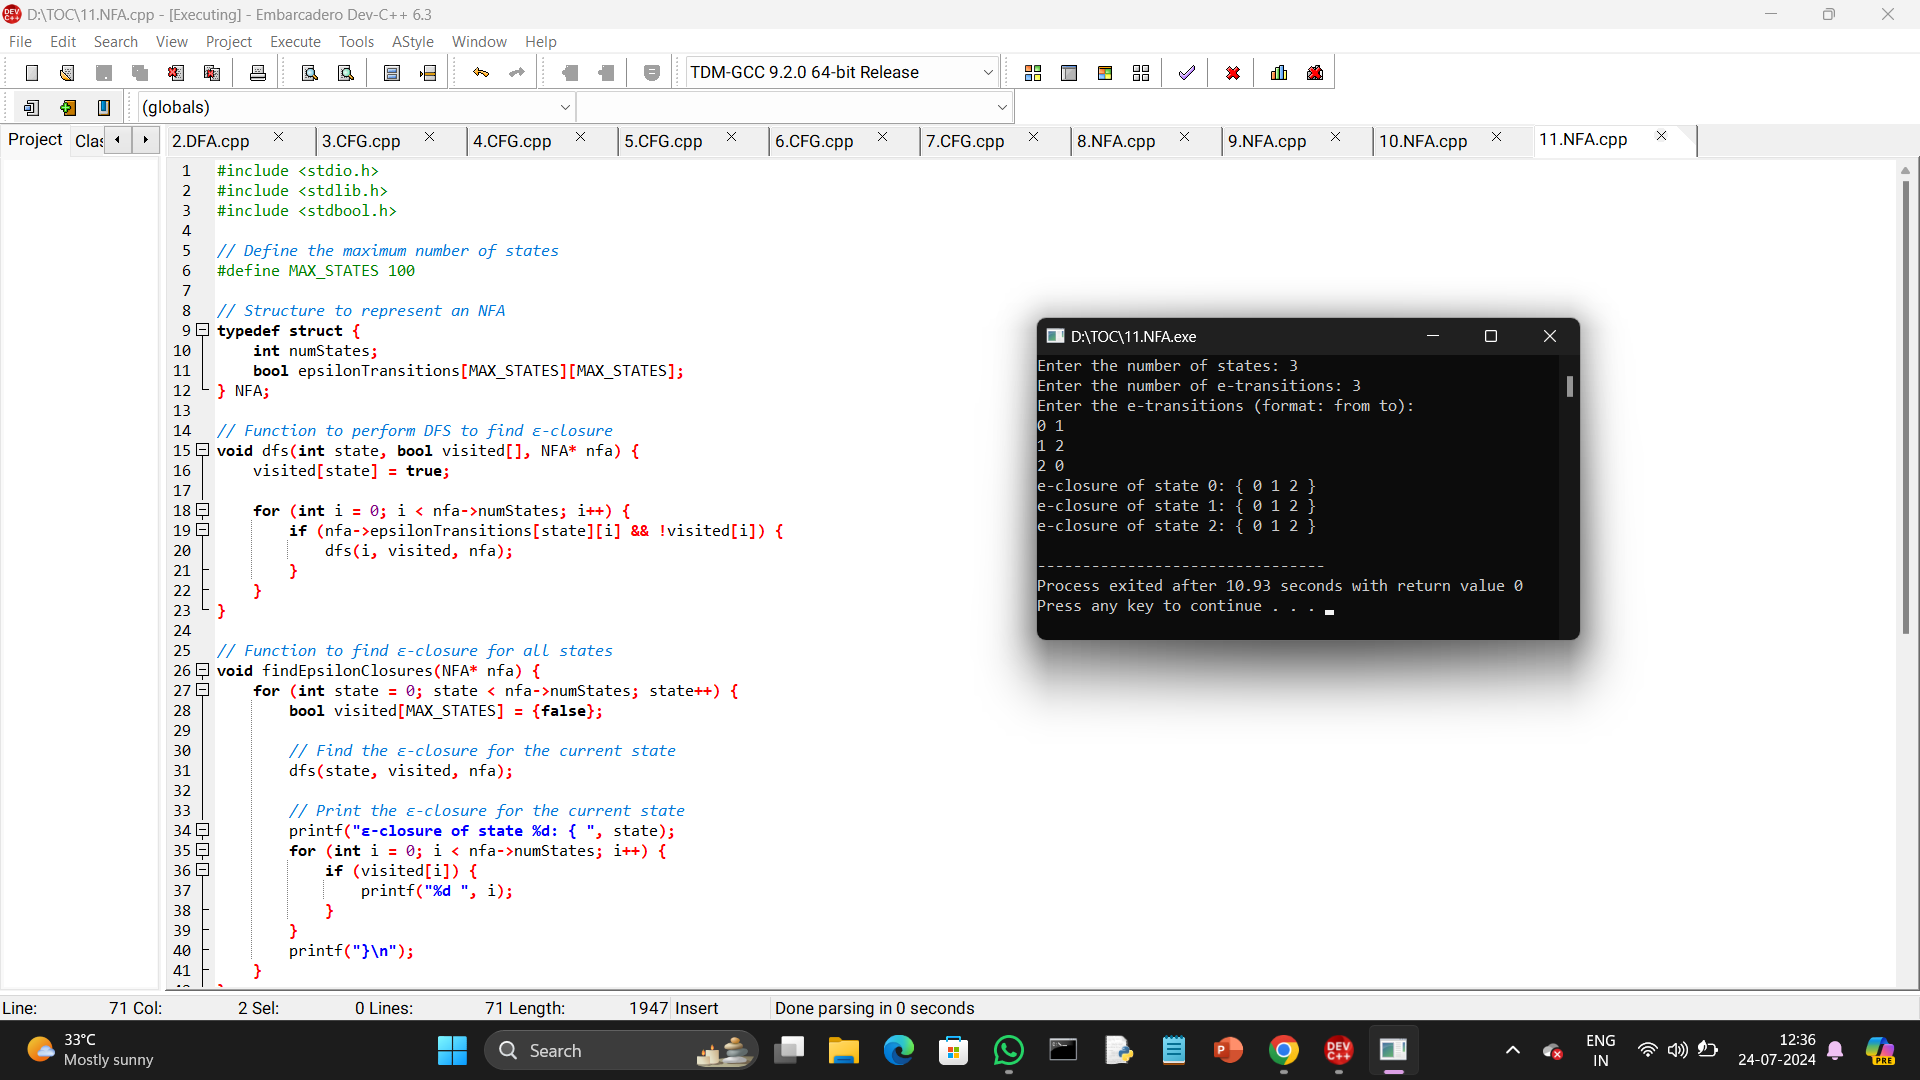 D:\TOC\11.NFA.cpp - [Executing] - Embarcadero Dev-C++ 6.3
File Edit Search View Project Execute Tools AStyle Window Help
TDM-GCC 9.2.0 64-bit Release
(globals)
Project Clas 2.DFA.cpp 3.CFG.cpp 4.CFG.cpp 5.CFG.cpp 6.CFG.cpp 7.CFG.cpp 8.NFA.cpp 9.NFA.cpp 10.NFA.cpp 11.NFA.cpp
1 #include <stdio.h>
2 #include <stdlib.h>
3 #include <stdbool.h>
4
5 // Define the maximum number of states
6 #define MAX_STATES 100
7
8 // Structure to represent an NFA
9 typedef struct {
10 int numStates;
11 bool epsilonTransitions[MAX_STATES][MAX_STATES];
12 } NFA;
13
14 // Function to perform DFS to find ε-closure
15 void dfs(int state, bool visited[], NFA* nfa) {
16 visited[state] = true;
17
18 for (int i = 0; i < nfa->numStates; i++) {
19 if (nfa->epsilonTransitions[state][i] && !visited[i]) {
20 dfs(i, visited, nfa);
21 }
22 }
23 }
24
25 // Function to find ε-closure for all states
26 void findEpsilonClosures(NFA* nfa) {
27 for (int state = 0; state < nfa->numStates; state++) {
28 bool visited[MAX_STATES] = {false};
29
30 // Find the ε-closure for the current state
31 dfs(state, visited, nfa);
32
33 // Print the ε-closure for the current state
34 printf("ε-closure of state %d: { ", state);
35 for (int i = 0; i < nfa->numStates; i++) {
36 if (visited[i]) {
37 printf("%d ", i);
38 }
39 }
40 printf("}\n");
41 }
D:\TOC\11.NFA.exe
Enter the number of states: 3
Enter the number of e-transitions: 3
Enter the e-transitions (format: from to):
0 1
1 2
2 0
e-closure of state 0: { 0 1 2 }
e-closure of state 1: { 0 1 2 }
e-closure of state 2: { 0 1 2 }
--------------------------------
Process exited after 10.93 seconds with return value 0
Press any key to continue . . .
Line: 71 Col: 2 Sel: 0 Lines: 71 Length: 1947 Insert Done parsing in 0 seconds
33°C
Mostly sunny
Search
DEV C++
ENG
IN
12:36
24-07-2024
PRE